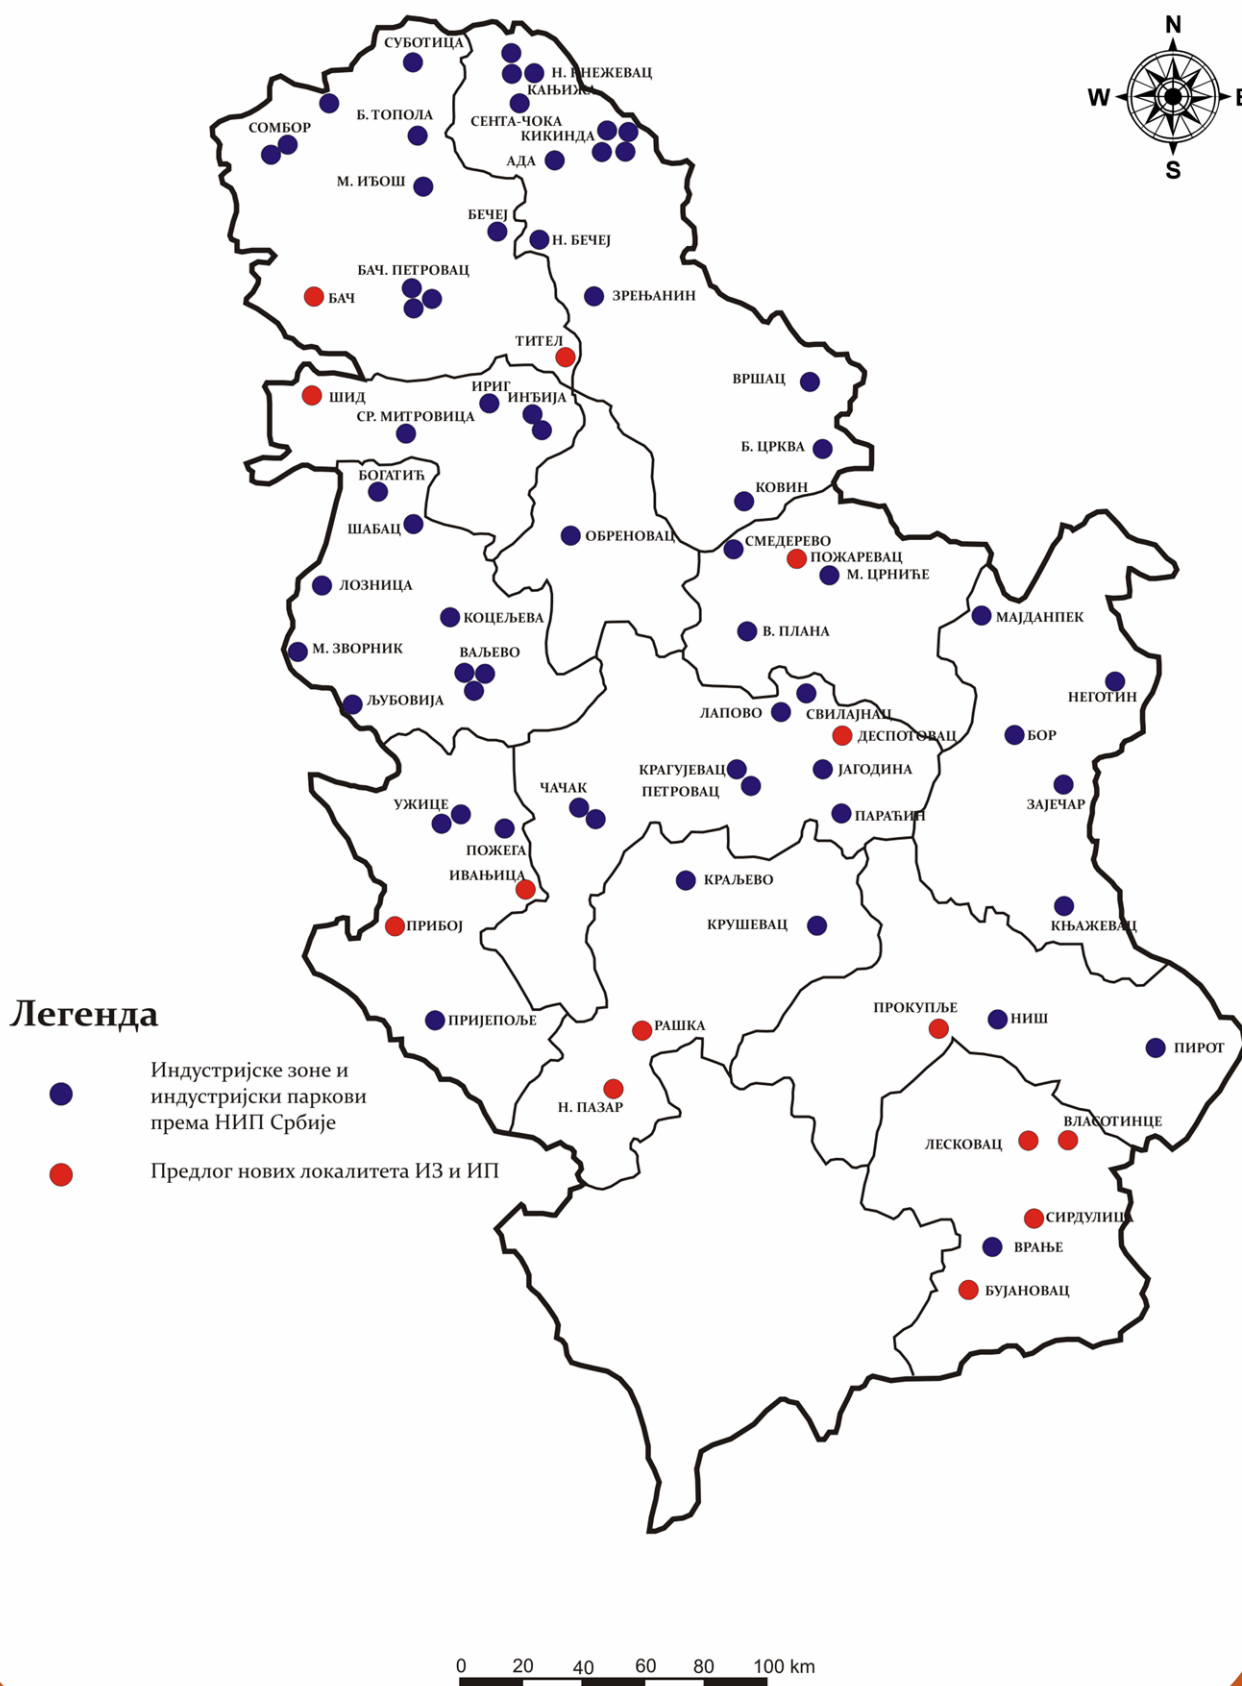 N
СУБОТИЦА
Н. КНЕЖЕВАЦ
КАЊИЖА
W
E
Б. ТОПОЛА
СЕНТА-ЧОКА
СОМБОР
КИКИНДА
АДА
S
М. ИЂОШ
БЕЧЕЈ
Н. БЕЧЕЈ
БАЧ. ПЕТРОВАЦ
БАЧ
ЗРЕЊАНИН
ТИТЕЛ
ВРШАЦ
ИРИГ
ШИД
ИНЂИЈА
СР. МИТРОВИЦА
Б. ЦРКВА
БОГАТИЋ
КОВИН
ШАБАЦ
ОБРЕНОВАЦ
СМЕДЕРЕВО
ПОЖАРЕВАЦ
М. ЦРНИЋЕ
ЛОЗНИЦА
КОЦЕЉЕВА
МАЈДАНПЕК
В. ПЛАНА
М. ЗВОРНИК
ВАЉЕВО
ЉУБОВИЈА
НЕГОТИН
ЛАПОВО
СВИЛАЈНАЦ
ДЕСПОТОВАЦ
БОР
КРАГУЈЕВАЦ
ЈАГОДИНА
ПЕТРОВАЦ
ЧАЧАК
УЖИЦЕ
ЗАЈЕЧАР
ПАРАЋИН
ПОЖЕГА
ИВАЊИЦА
КРАЉЕВО
ПРИБОЈ
КРУШЕВАЦ
КЊАЖЕВАЦ
Легенда
ПРОКУПЉЕ
ПРИЈЕПОЉЕ
РАШКА
НИШ
ПИРОТ
Индустријске зоне и
индустријски паркови
према НИП Србије
Н. ПАЗАР
ВЛАСОТИНЦЕ
ЛЕСКОВАЦ
Предлог нових локалитета ИЗ и ИП
СИРДУЛИЦА
ВРАЊЕ
БУЈАНОВАЦ
0 20 40 60 80 100 km